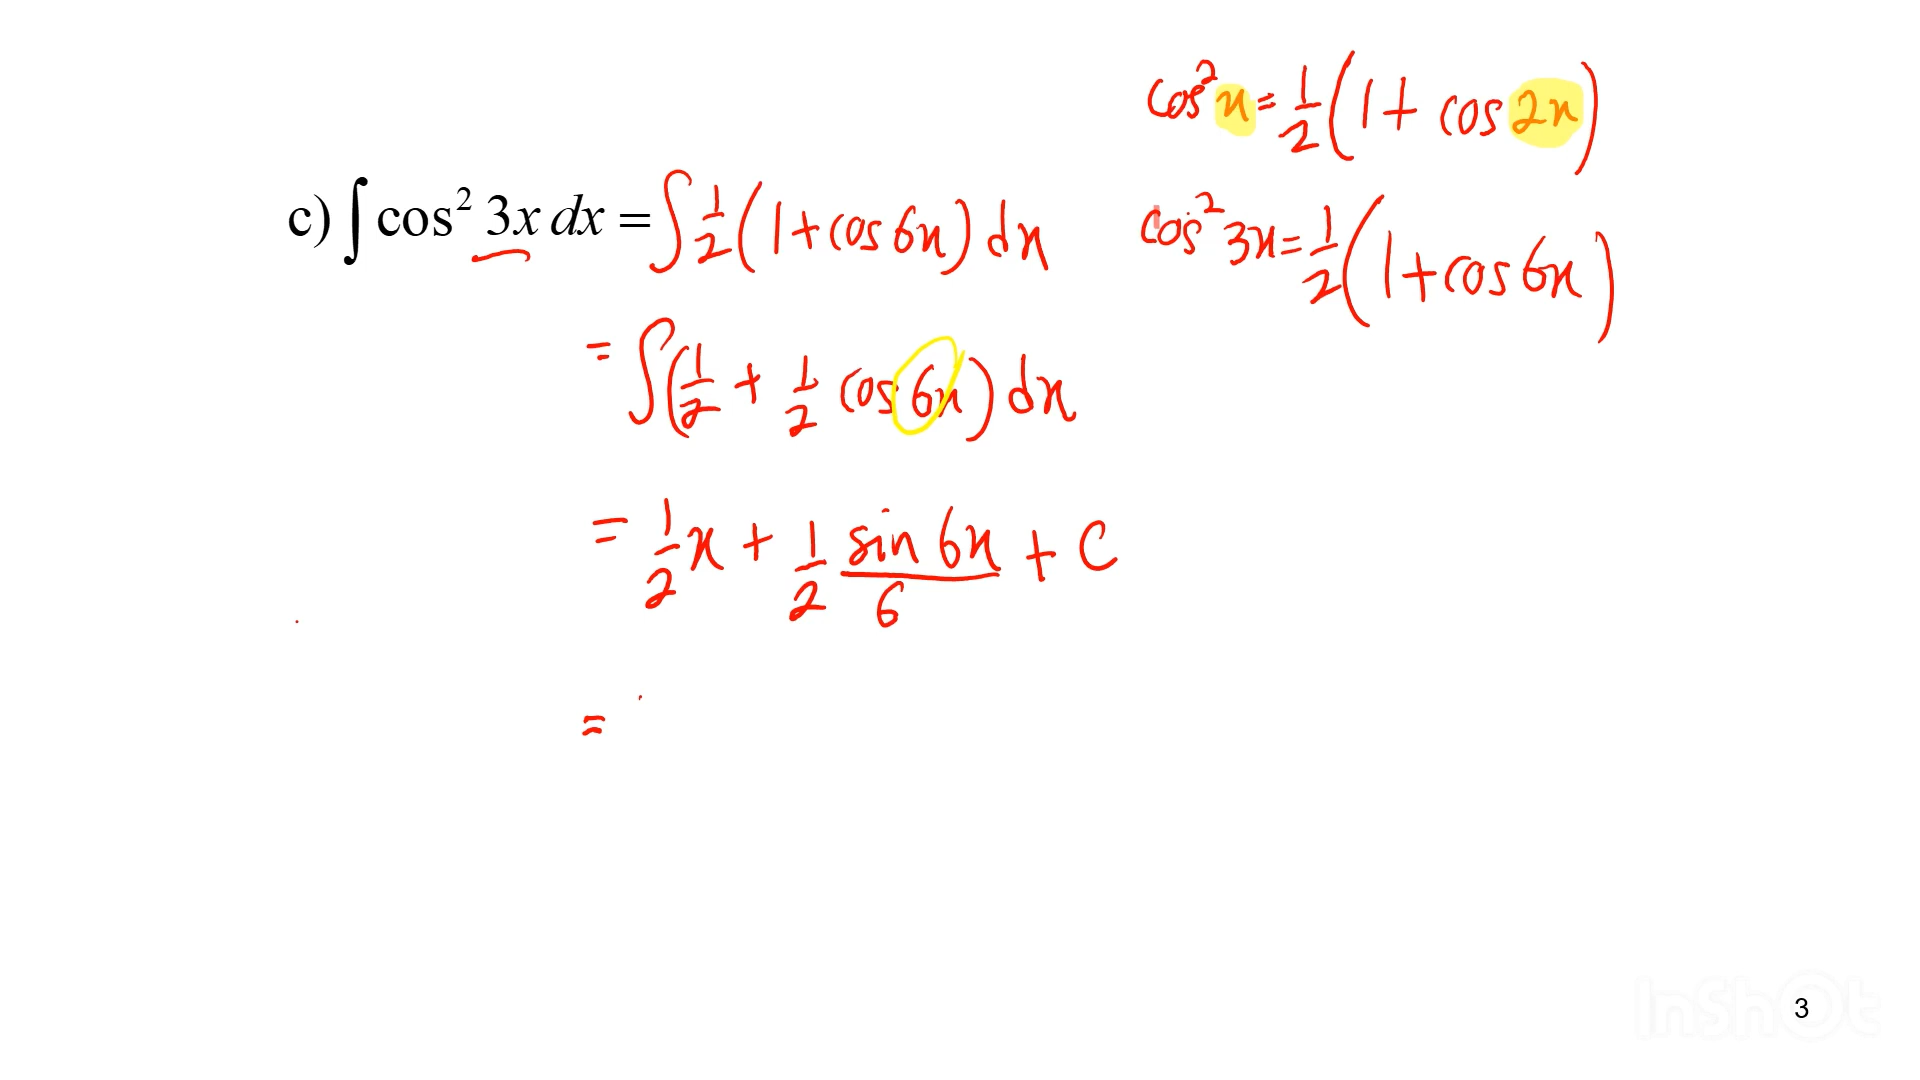 cos²x = 1/2 (1 + cos 2x)
c) ∫ cos² 3x dx = ∫ 1/2 (1 + cos 6x) dx
cos² 3x = 1/2 (1 + cos 6x)
= ∫ (1/2 + 1/2 cos 6x) dx
= 1/2 x + 1/2 sin 6x / 6 + C
=
InShOt
3